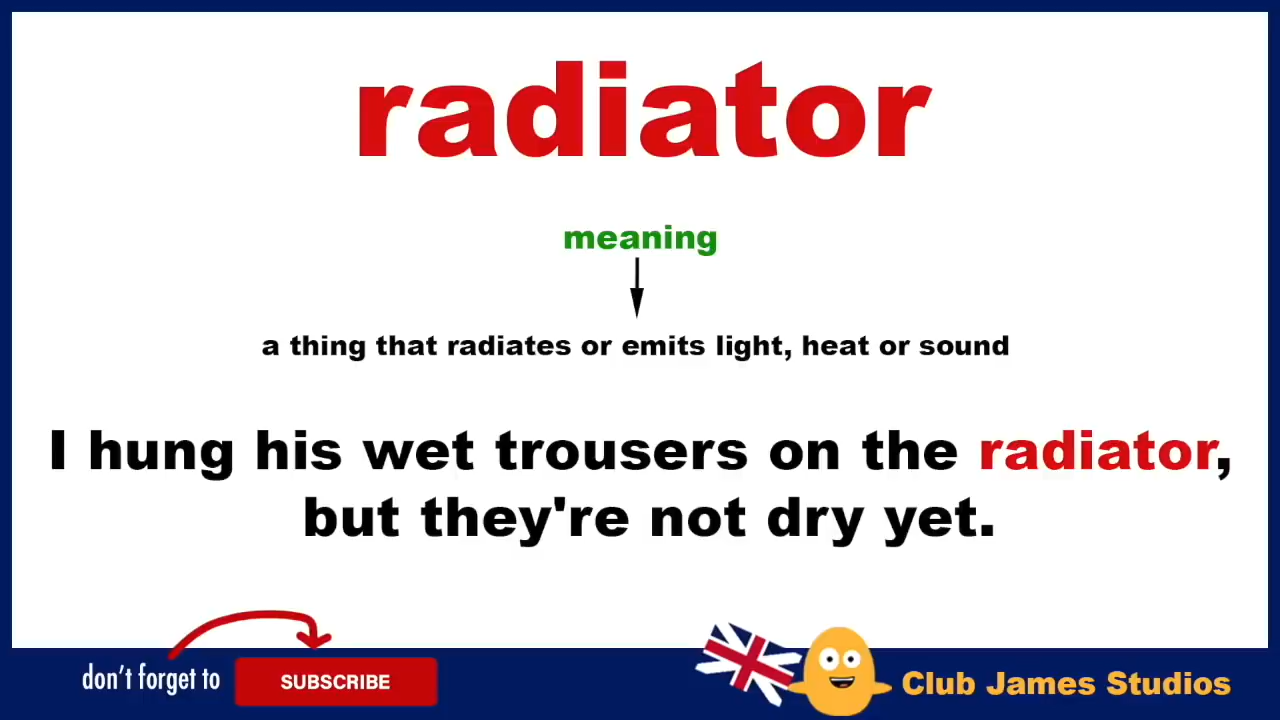 radiator
meaning
a thing that radiates or emits light, heat or sound
I hung his wet trousers on the radiator,
but they're not dry yet.
don't forget to
SUBSCRIBE
Club James Studios